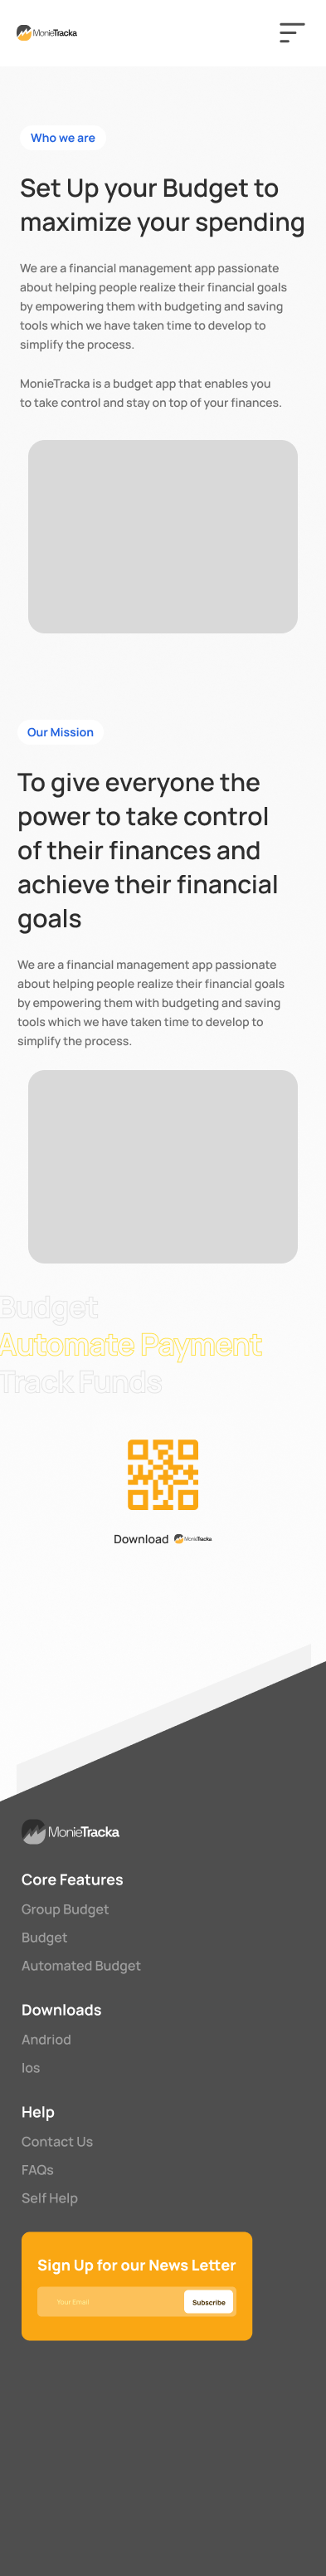 MonieTracka
Who we are
Set Up your Budget to
maximize your spending
We are a financial management app passionate
about helping people realize their financial goals
by empowering them with budgeting and saving
tools which we have taken time to develop to
simplify the process.
MonieTracka is a budget app that enables you
to take control and stay on top of your finances.
Our Mission
To give everyone the
power to take control
of their finances and
achieve their financial
goals
We are a financial management app passionate
about helping people realize their financial goals
by empowering them with budgeting and saving
tools which we have taken time to develop to
simplify the process.
Budget
Automate Payment
Track Funds
Download MonieTracka
MonieTracka
Core Features
Group Budget
Budget
Automated Budget
Downloads
Andriod
Ios
Help
Contact Us
FAQs
Self Help
Sign Up for our News Letter
Your Email Subscribe